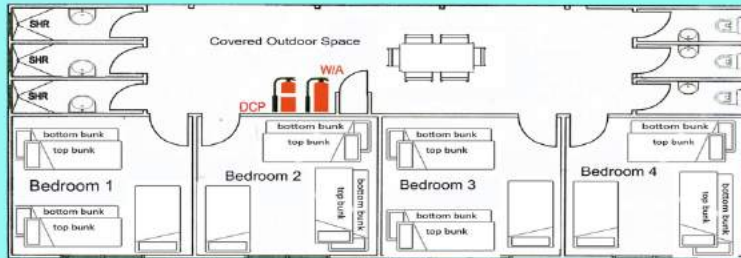 SHR
Covered Outdoor Space
SHR
W/A
SHR
DCP
bottom bunk
top bunk
Bedroom 1
bottom bunk
top bunk
bottom bunk
top bunk
Bedroom 2
top bunk
bottom bunk
bottom bunk
top bunk
Bedroom 3
bottom bunk
top bunk
bottom bunk
top bunk
Bedroom 4
top bunk
bottom bunk